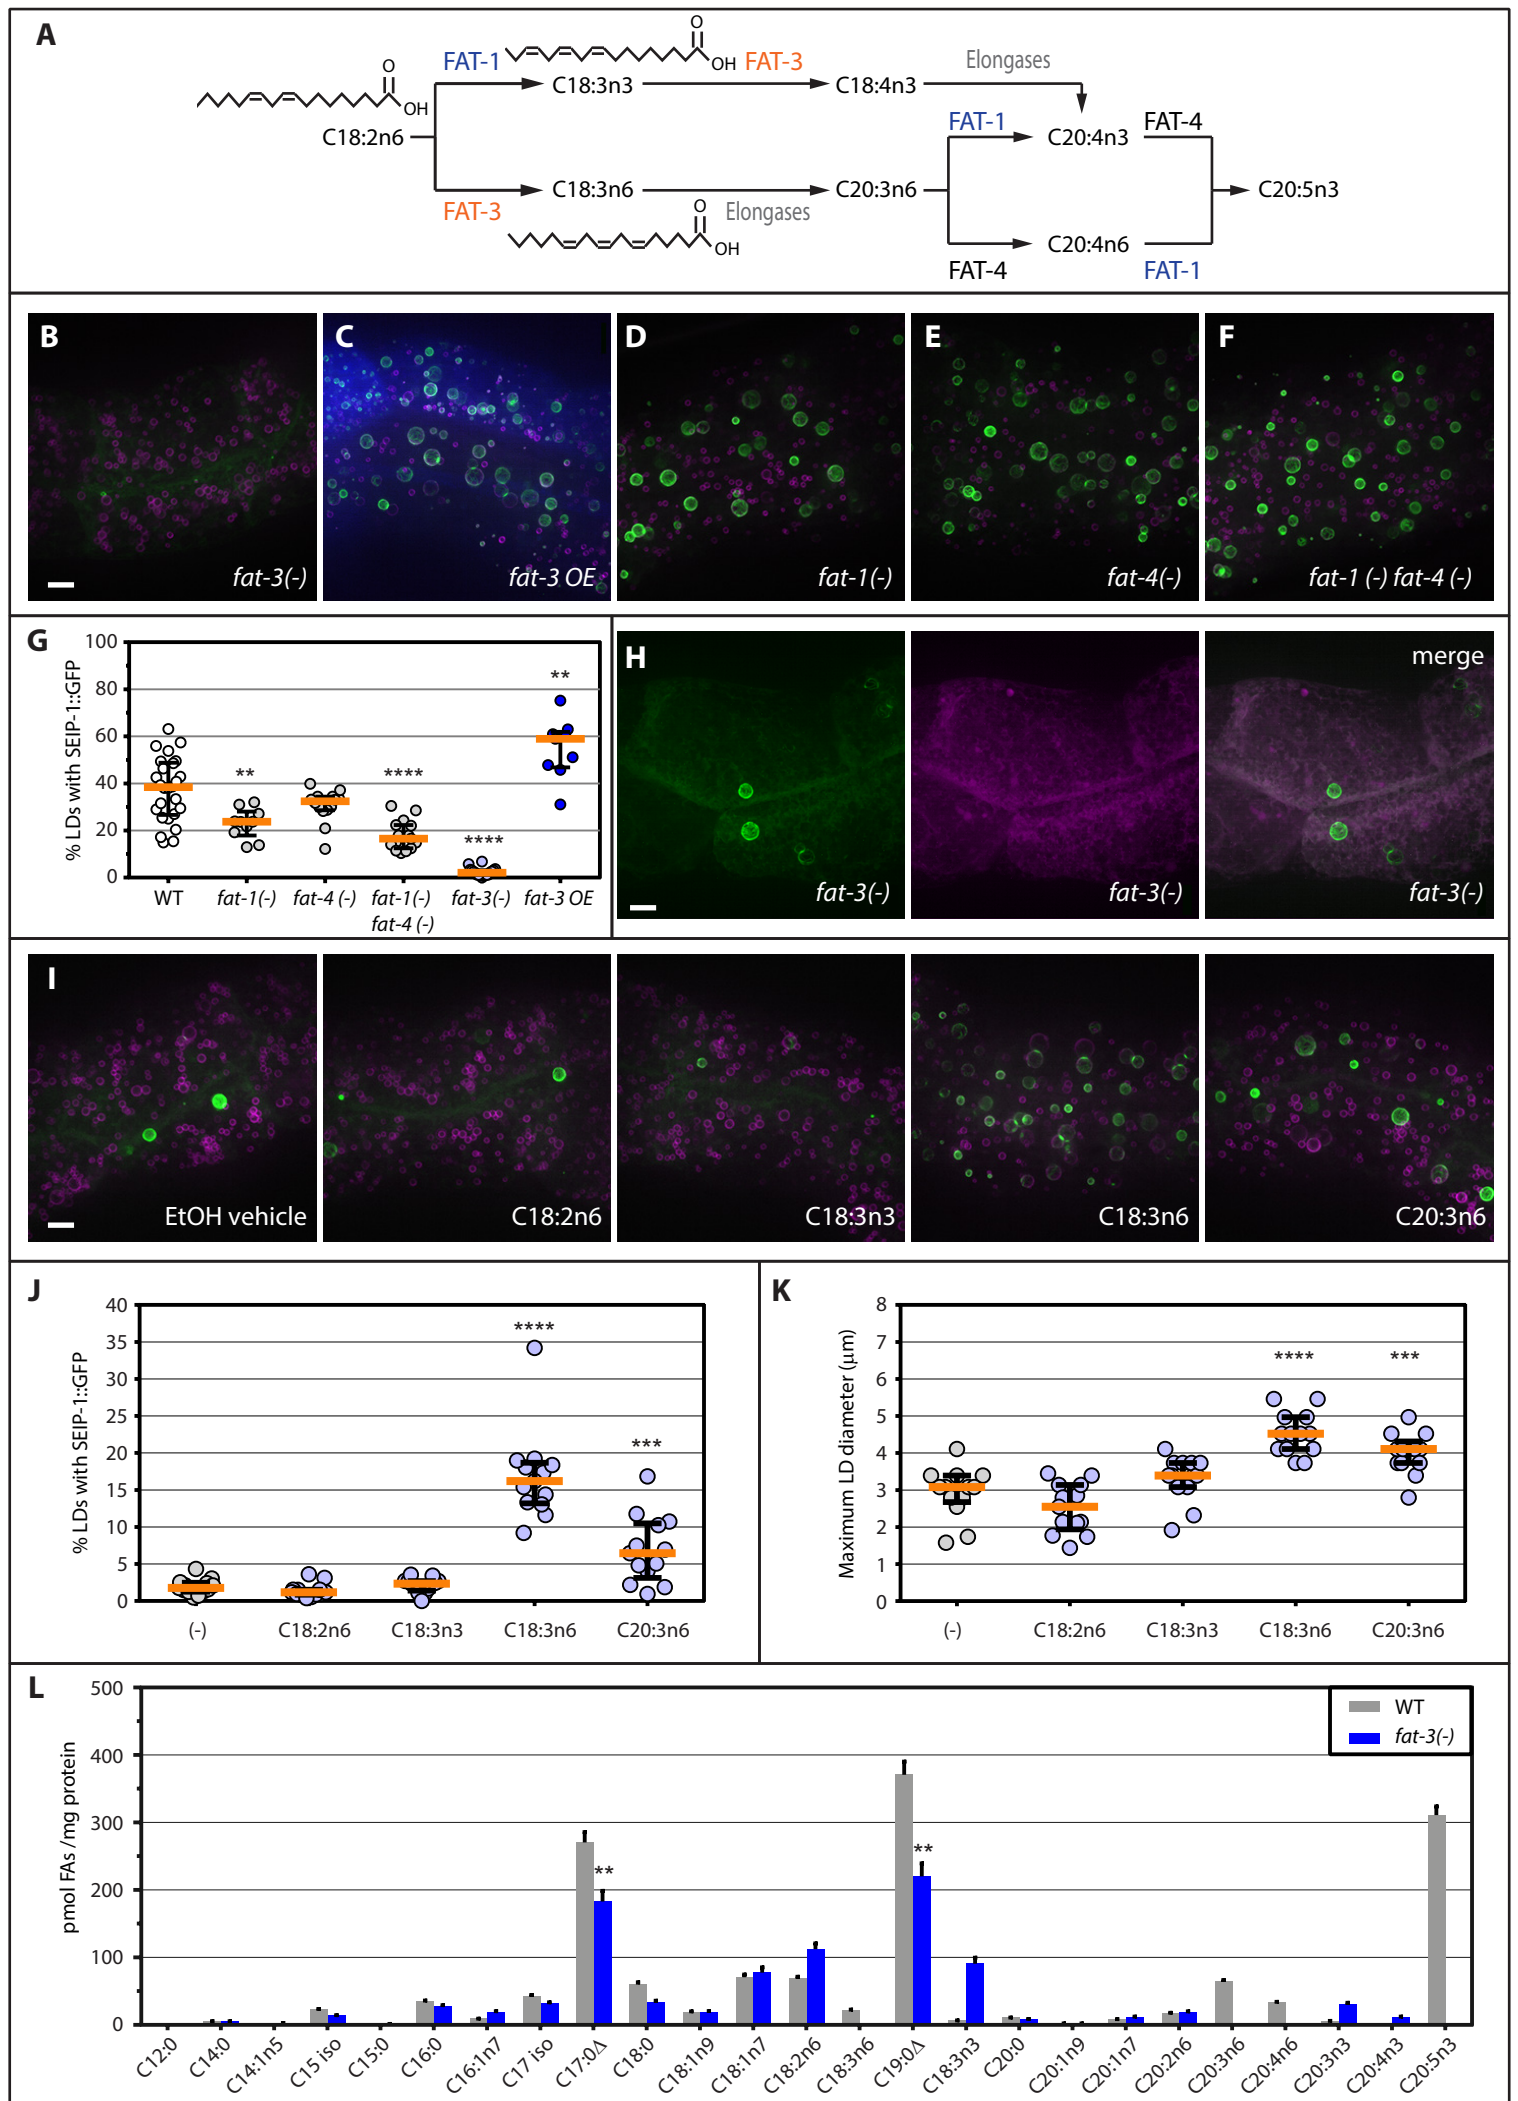 A
FAT-1
O
OH
FAT-3
Elongases
C18:3n3
C18:4n3
O
OH
C18:2n6
FAT-1
C20:4n3
FAT-4
C18:3n6
C20:3n6
C20:5n3
FAT-3
O
OH
Elongases
C20:4n6
FAT-4
FAT-1
B
fat-3(-)
C
fat-3 OE
D
fat-1(-)
E
fat-4(-)
F
fat-1 (-) fat-4 (-)
G
% LDs with SEIP-1::GFP
100
80
60
40
20
0
**
****
****
**
WT
fat-1(-)
fat-4 (-)
fat-1(-)
fat-4 (-)
fat-3(-)
fat-3 OE
H
fat-3(-)
fat-3(-)
merge
fat-3(-)
I
EtOH vehicle
C18:2n6
C18:3n3
C18:3n6
C20:3n6
J
% LDs with SEIP-1::GFP
40
35
30
25
20
15
10
5
0
****
***
(-)
C18:2n6
C18:3n3
C18:3n6
C20:3n6
K
Maximum LD diameter (μm)
8
7
6
5
4
3
2
1
0
****
***
(-)
C18:2n6
C18:3n3
C18:3n6
C20:3n6
L
pmol FAs /mg protein
500
400
300
200
100
0
WT
fat-3(-)
**
**
C12:0
C14:0
C14:1n5
C15 iso
C15:0
C16:0
C16:1n7
C17 iso
C17:0Δ
C18:0
C18:1n9
C18:1n7
C18:2n6
C18:3n6
C19:0Δ
C18:3n3
C20:0
C20:1n9
C20:1n7
C20:2n6
C20:3n6
C20:4n6
C20:3n3
C20:4n3
C20:5n3